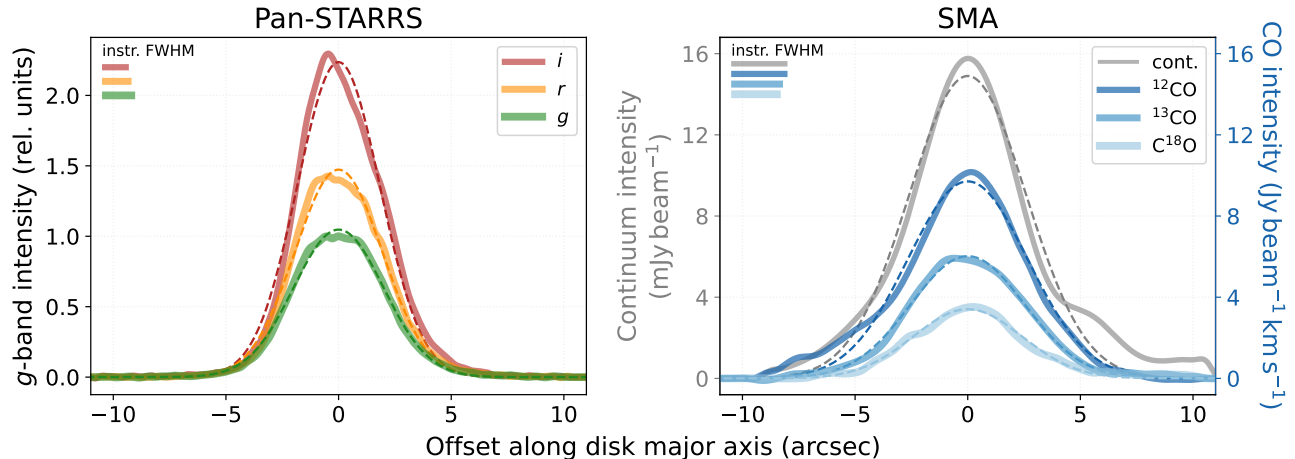 Pan-STARRS
instr. FWHM
i
r
g
2.0
1.5
1.0
0.5
0.0
g-band intensity (rel. units)
−10
−5
0
5
10
SMA
instr. FWHM
cont.
¹²CO
¹³CO
C¹⁸O
16
12
8
4
0
Continuum intensity
(mJy beam⁻¹)
16
12
8
4
0
CO intensity (Jy beam⁻¹ km s⁻¹)
−10
−5
0
5
10
Offset along disk major axis (arcsec)